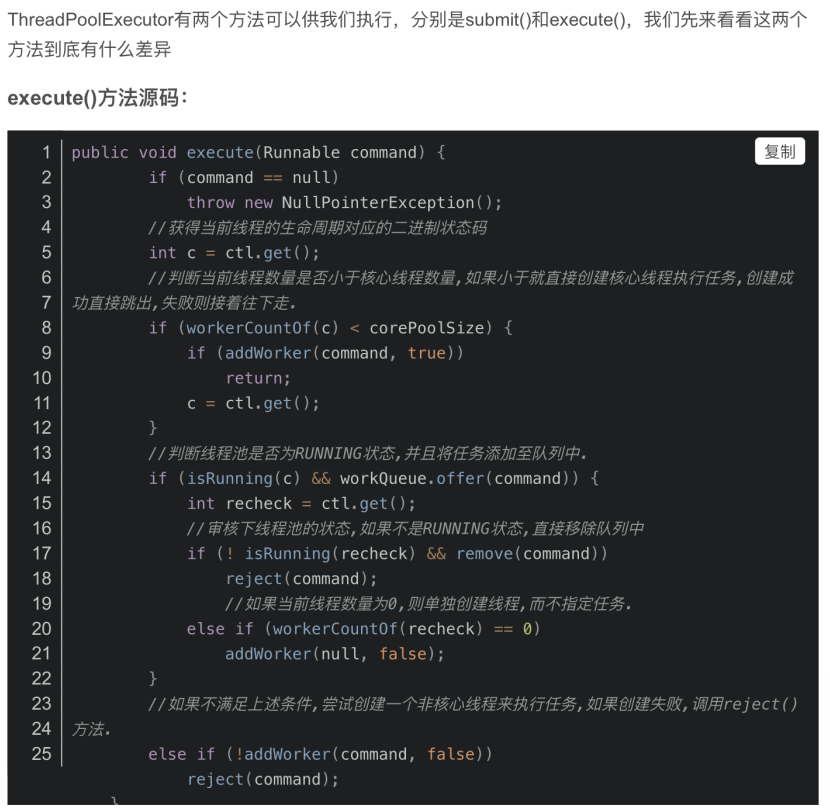 ThreadPoolExecutor有两个方法可以供我们执行，分别是submit()和execute()，我们先来看看这两个
方法到底有什么差异
execute()方法源码：
复制
1 public void execute(Runnable command) {
2 if (command == null)
3 throw new NullPointerException();
4 //获得当前线程的生命周期对应的二进制状态码
5 int c = ctl.get();
6 //判断当前线程数量是否小于核心线程数量,如果小于就直接创建核心线程执行任务,创建成
7 功直接跳出,失败则接着往下走.
8 if (workerCountOf(c) < corePoolSize) {
9 if (addWorker(command, true))
10 return;
11 c = ctl.get();
12 }
13 //判断线程池是否为RUNNING状态,并且将任务添加至队列中.
14 if (isRunning(c) && workQueue.offer(command)) {
15 int recheck = ctl.get();
16 //审核下线程池的状态,如果不是RUNNING状态,直接移除队列中
17 if (! isRunning(recheck) && remove(command))
18 reject(command);
19 //如果当前线程数量为0,则单独创建线程,而不指定任务.
20 else if (workerCountOf(recheck) == 0)
21 addWorker(null, false);
22 }
23 //如果不满足上述条件,尝试创建一个非核心线程来执行任务,如果创建失败,调用reject()
24 方法.
25 else if (!addWorker(command, false))
reject(command);
}